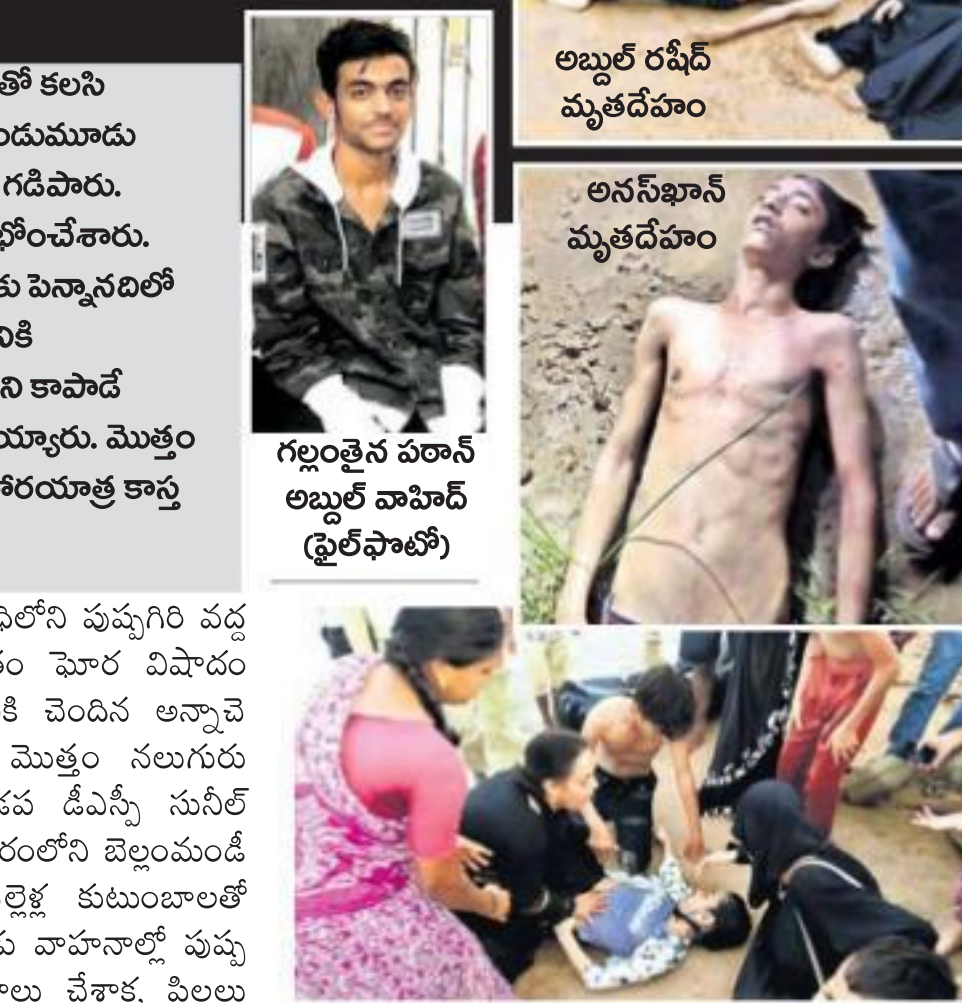 తో కలసి
డుమూడు
గడిపారు.
భోంచేశారు.
కు పెన్నానదిలో
నికి
ని కాపాడే
య్యారు. మొత్తం
కాస్త
అబ్దుల్ రషీద్
మృతదేహం
అనస్‌ఖాన్
మృతదేహం
గల్లంతైన పఠాన్
అబ్దుల్ వాహిద్
(ఫైల్‌ఫొటో)
లోని పుష్పగిరి వద్ద
ఘోర విషాదం
కి చెందిన అన్నాచె
మొత్తం నలుగురు
డప డీఎస్పీ సునీల్
రంలోని బెల్లంమండీ
ల్లెళ్ల కుటుంబాలతో
వాహనాల్లో పుష్ప
లు చేశాక, పిలలు